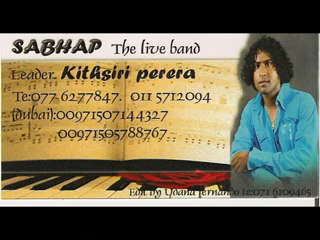 SABHAP The live band
Leader. Kithsiri perera
Te:077 6277847. 011 5712094
(dubai):00971507144327
00971505788767
Edit by Ydana fernando te:071 6109465